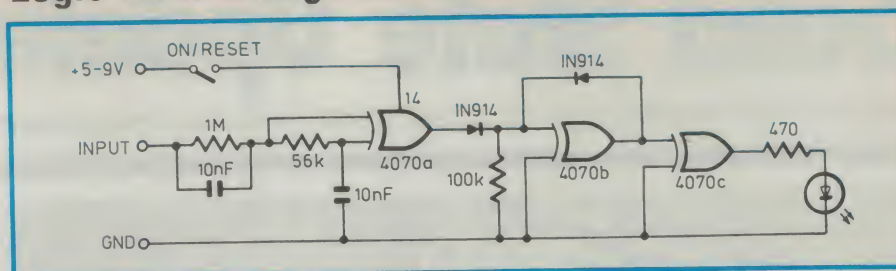 ON/RESET
+5-9V
IN914
14
1M
IN914
470
INPUT
56k
4070a
4070b
4070c
10nF
10nF
100k
GND